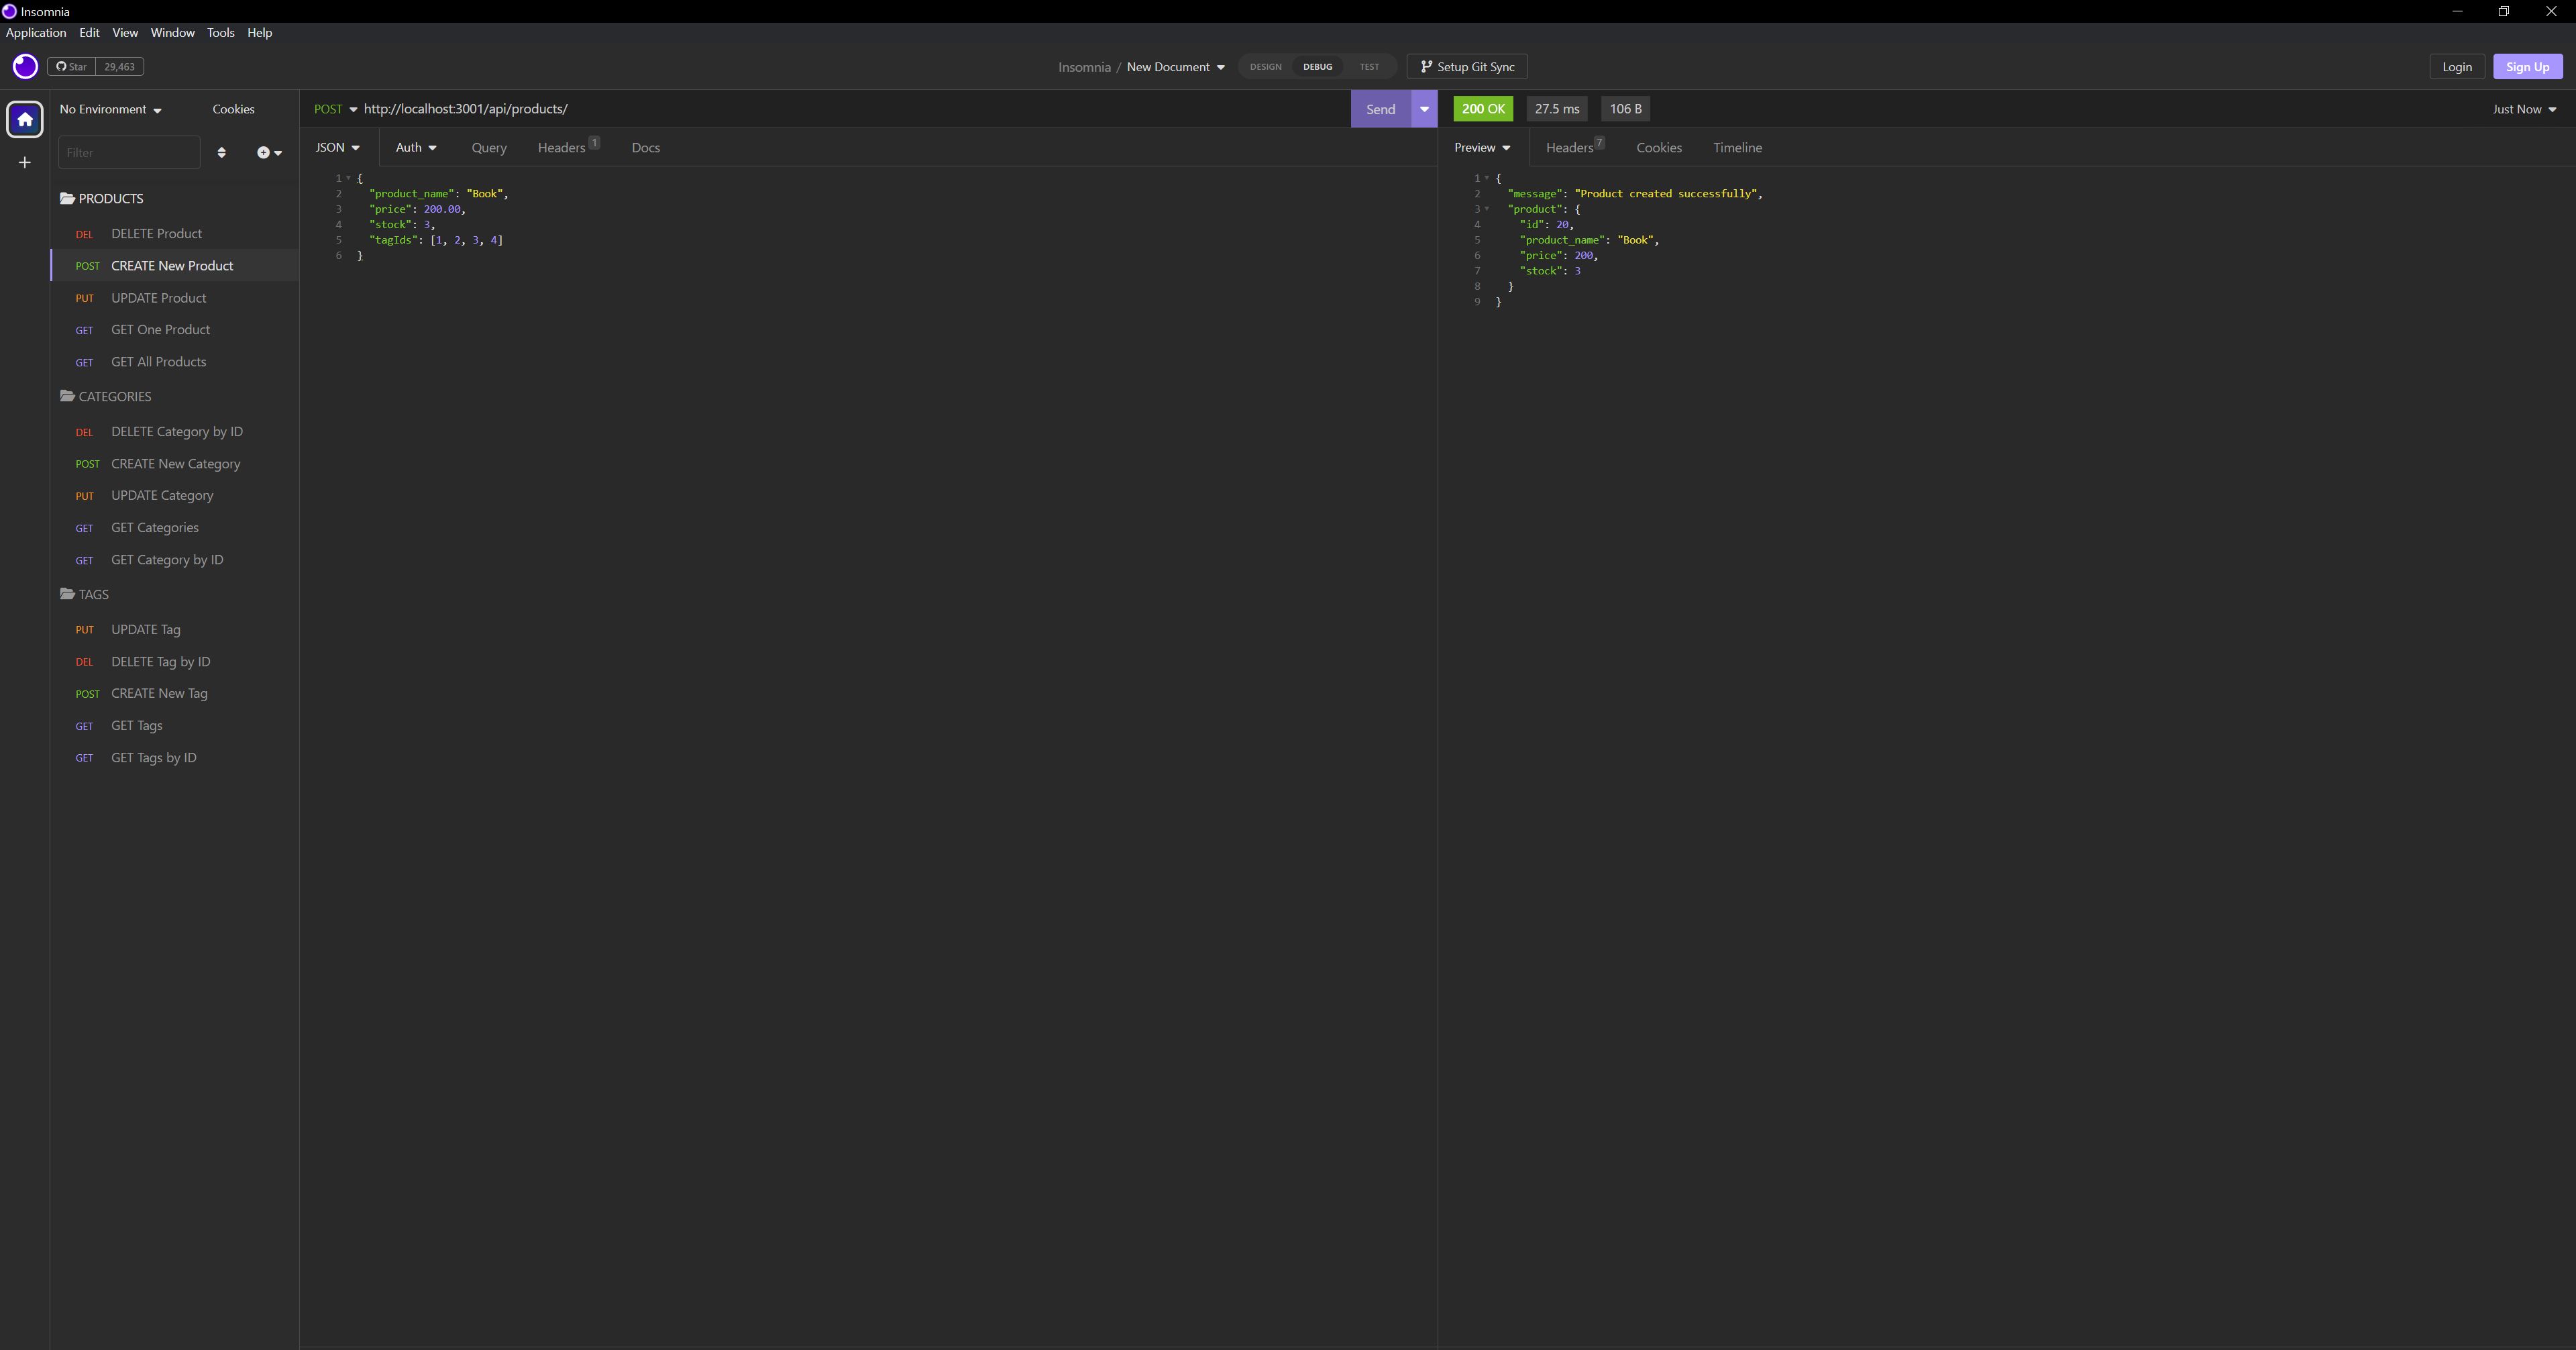 Insomnia
Application Edit View Window Tools Help
Star 29,463
Insomnia / New Document
DESIGN DEBUG TEST
Setup Git Sync
Login
Sign Up
No Environment
Cookies
Filter
PRODUCTS
DEL DELETE Product
POST CREATE New Product
PUT UPDATE Product
GET GET One Product
GET GET All Products
CATEGORIES
DEL DELETE Category by ID
POST CREATE New Category
PUT UPDATE Category
GET GET Categories
GET GET Category by ID
TAGS
PUT UPDATE Tag
DEL DELETE Tag by ID
POST CREATE New Tag
GET GET Tags
GET GET Tags by ID
POST http://localhost:3001/api/products/
Send
JSON Auth Query Headers 1 Docs
1 {
2 "product_name": "Book",
3 "price": 200.00,
4 "stock": 3,
5 "tagIds": [1, 2, 3, 4]
6 }
200 OK 27.5 ms 106 B
Just Now
Preview Headers 7 Cookies Timeline
1 {
2 "message": "Product created successfully",
3 "product": {
4 "id": 20,
5 "product_name": "Book",
6 "price": 200,
7 "stock": 3
8 }
9 }